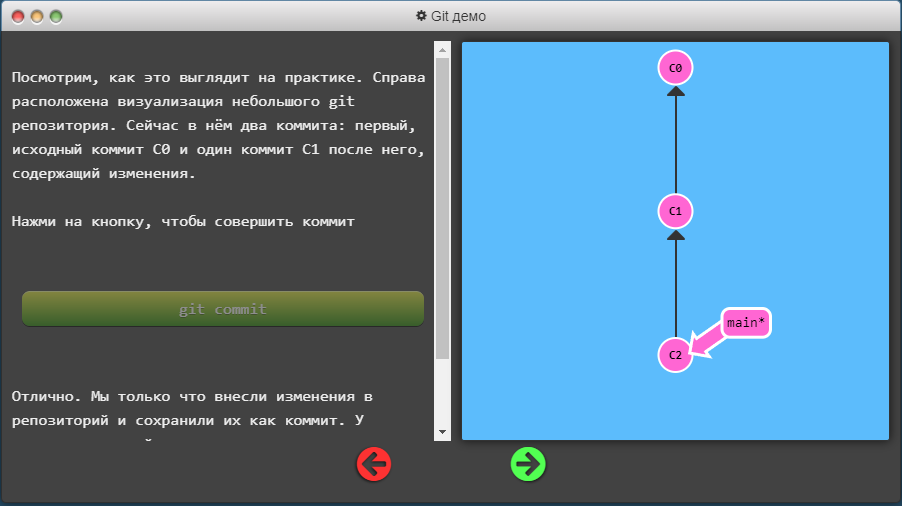 Git демо
Посмотрим, как это выглядит на практике. Справа
расположена визуализация небольшого git
репозитория. Сейчас в нём два коммита: первый,
исходный коммит C0 и один коммит C1 после него,
содержащий изменения.
Нажми на кнопку, чтобы совершить коммит
git commit
Отлично. Мы только что внесли изменения в
репозиторий и сохранили их как коммит. У
C0
C1
main*
C2